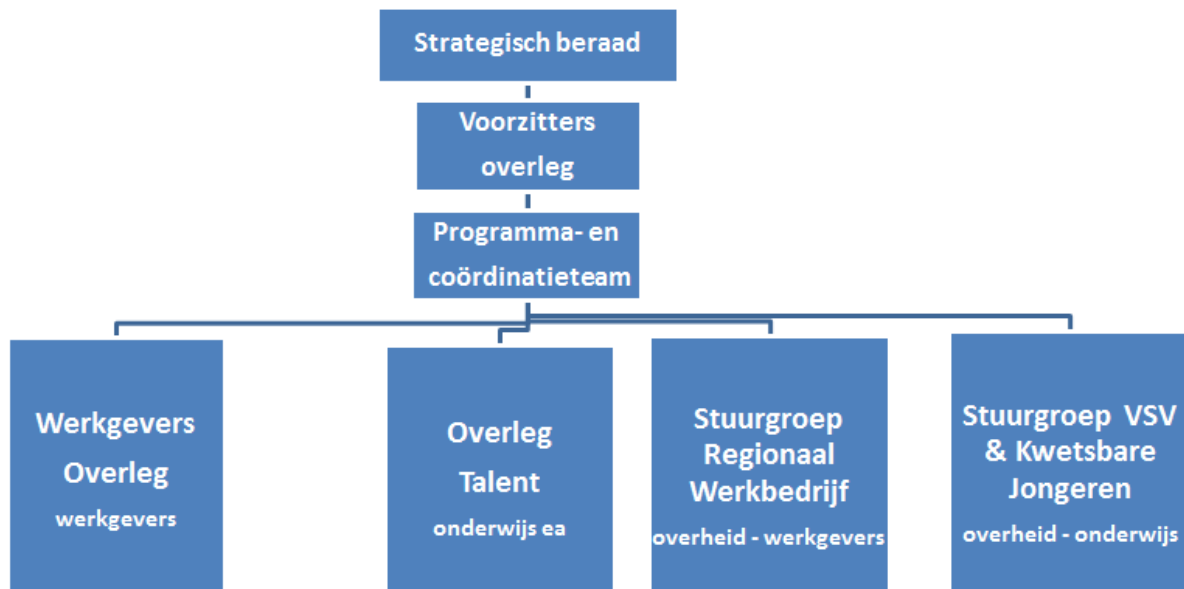 Strategisch beraad
Voorzitters
overleg
Programma- en
coördinatieteam
Werkgevers
Overleg
werkgevers
Overleg
Talent
onderwijs ea
Stuurgroep
Regionaal
Werkbedrijf
overheid - werkgevers
Stuurgroep VSV
& Kwetsbare
Jongeren
overheid - onderwijs